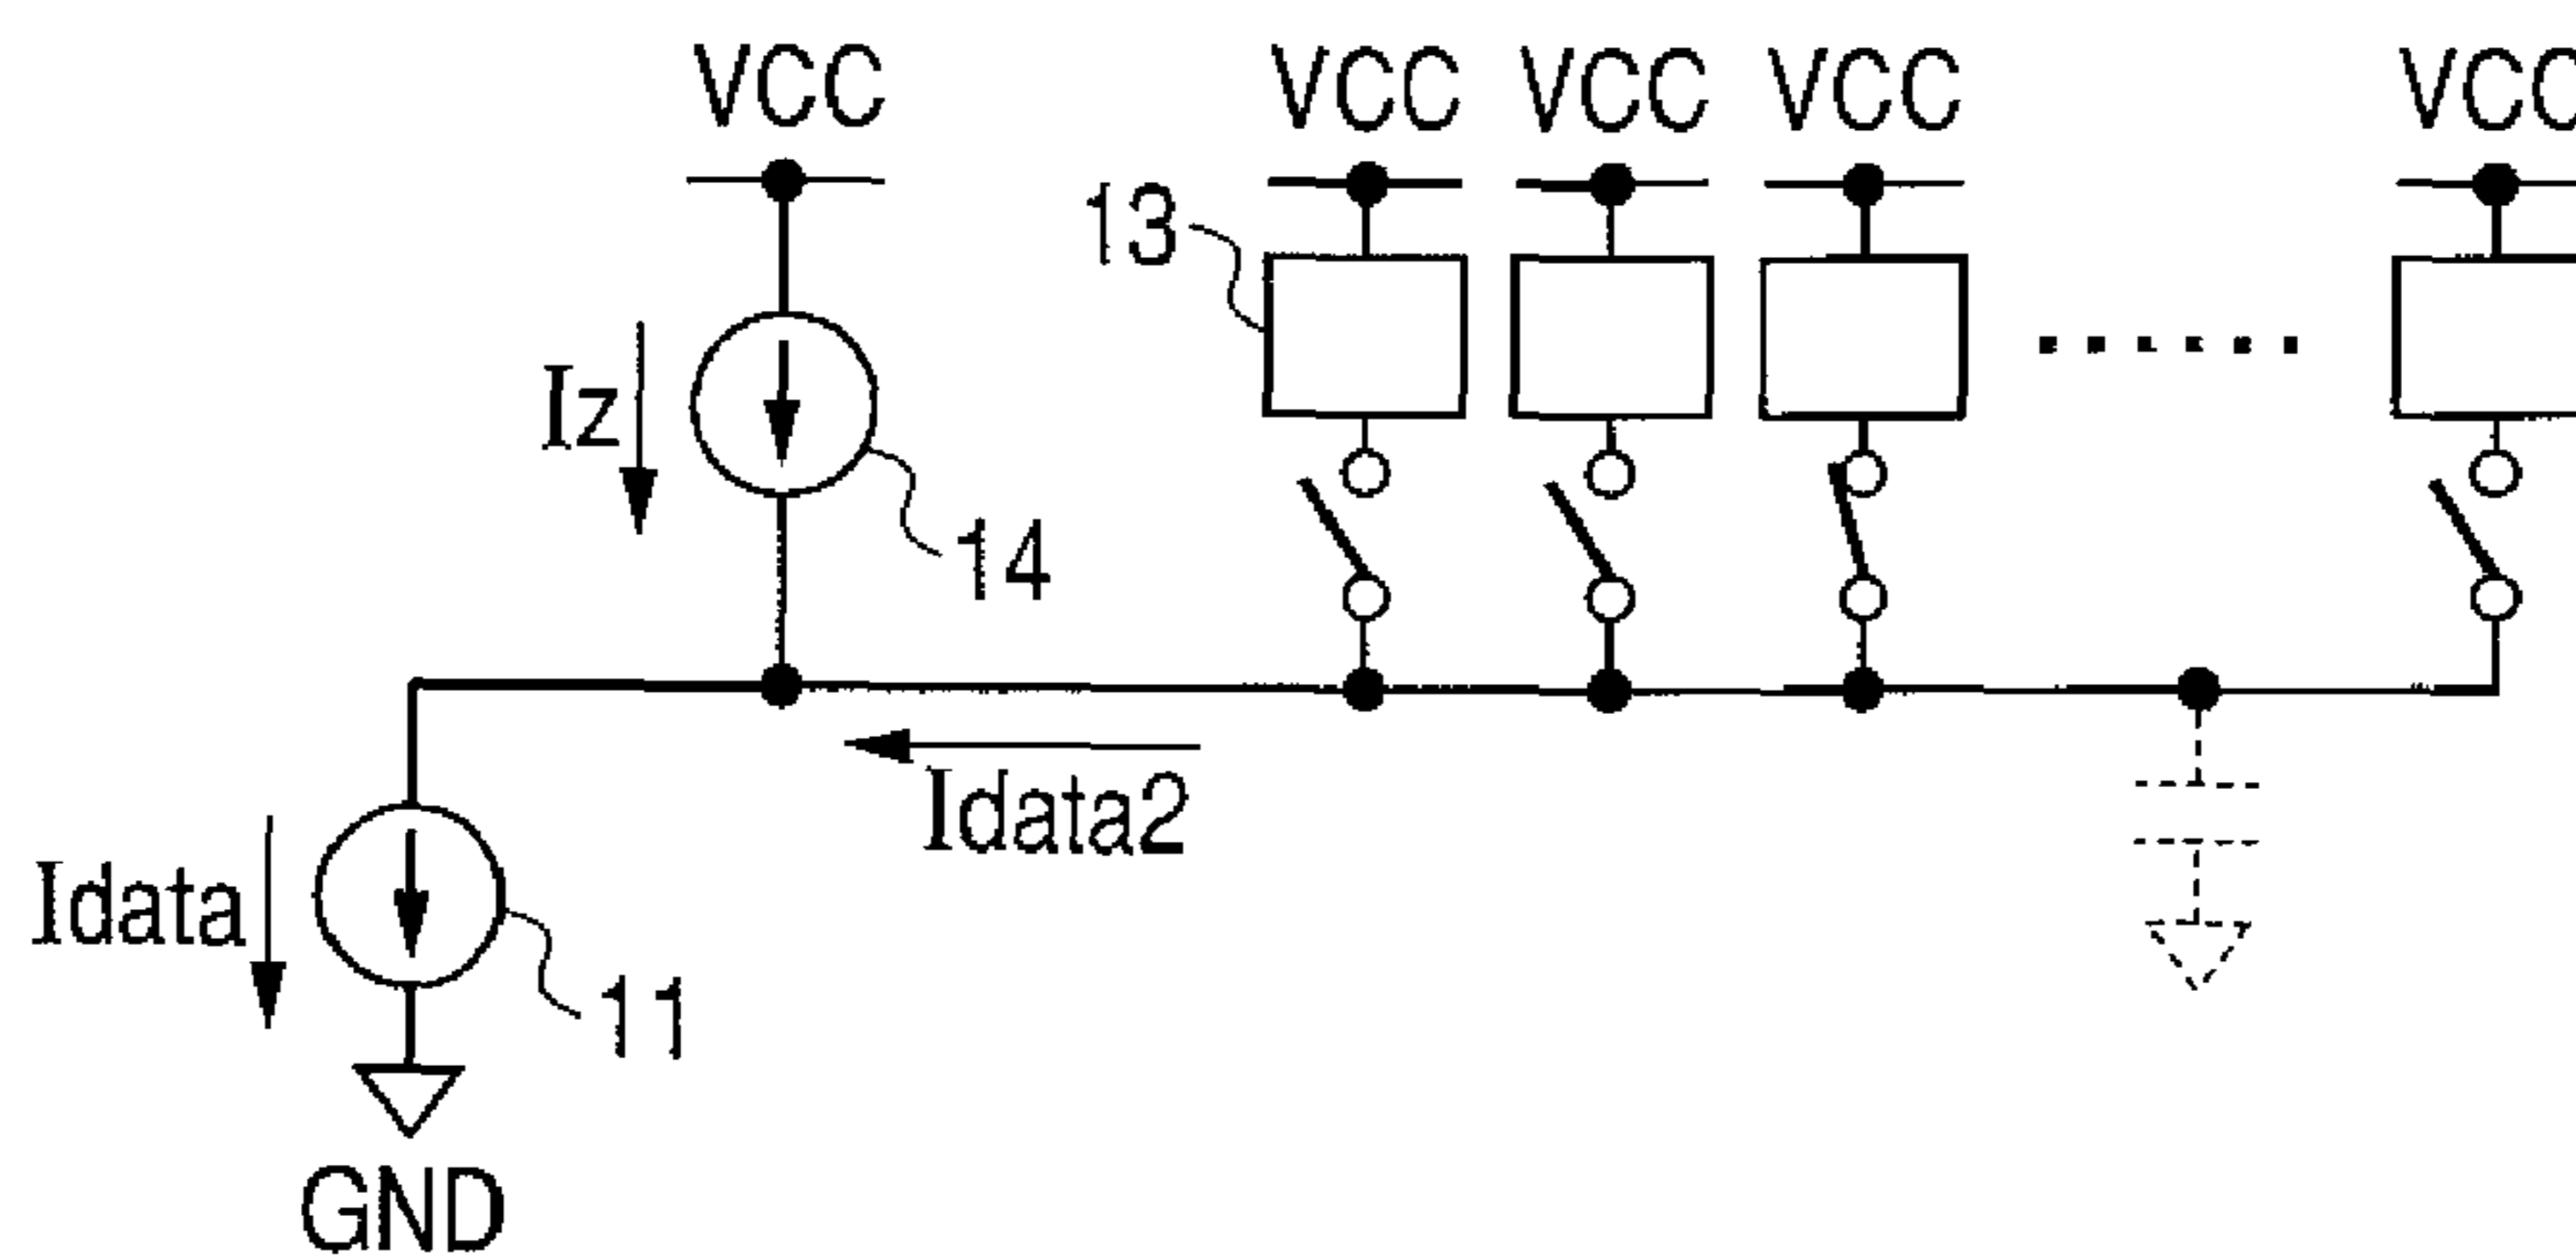 VCC VCC VCC VCC VCC
13
Iz
14
Idata2
Idata
11
GND